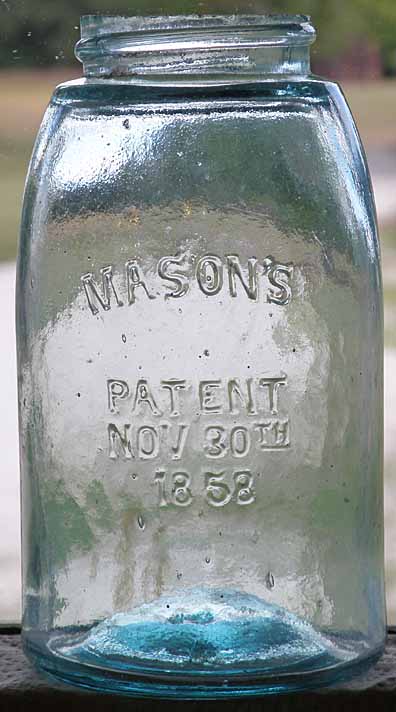 MASON'S
PATENT
NOV 30TH
1858